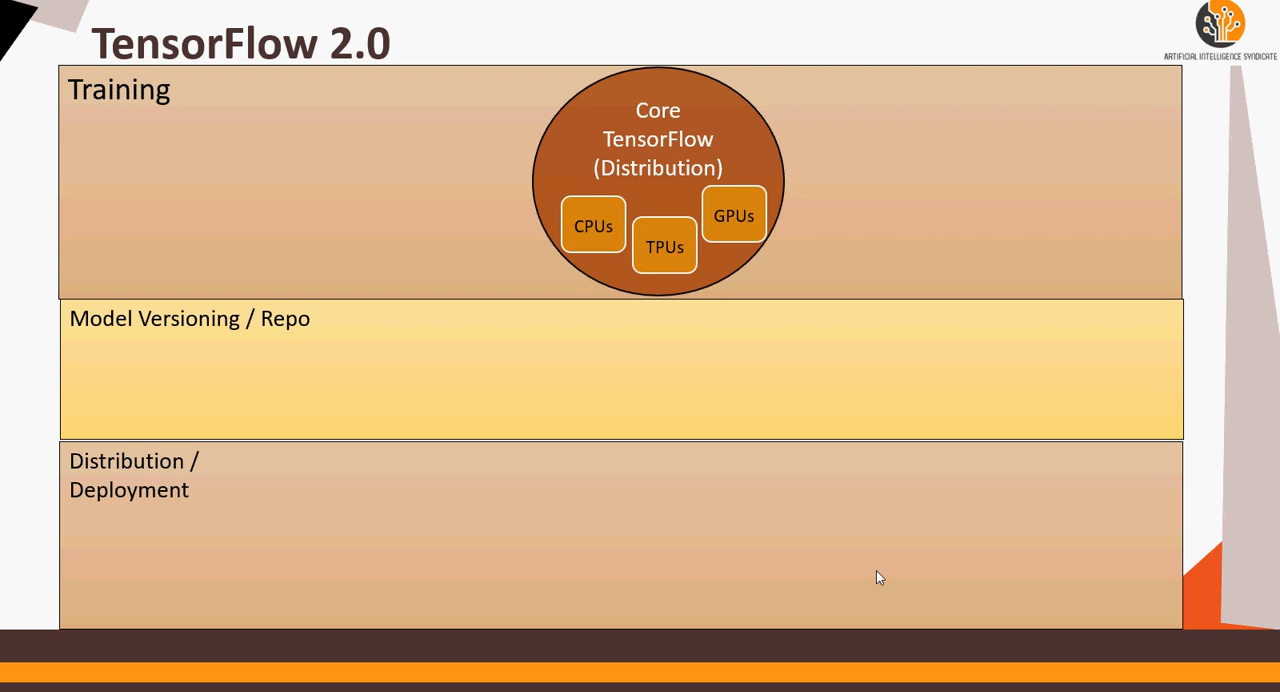 TensorFlow 2.0
ARTIFICIAL INTELLIGENCE SYNDICATE
Training
Core
TensorFlow
(Distribution)
CPUs
TPUs
GPUs
Model Versioning / Repo
Distribution /
Deployment